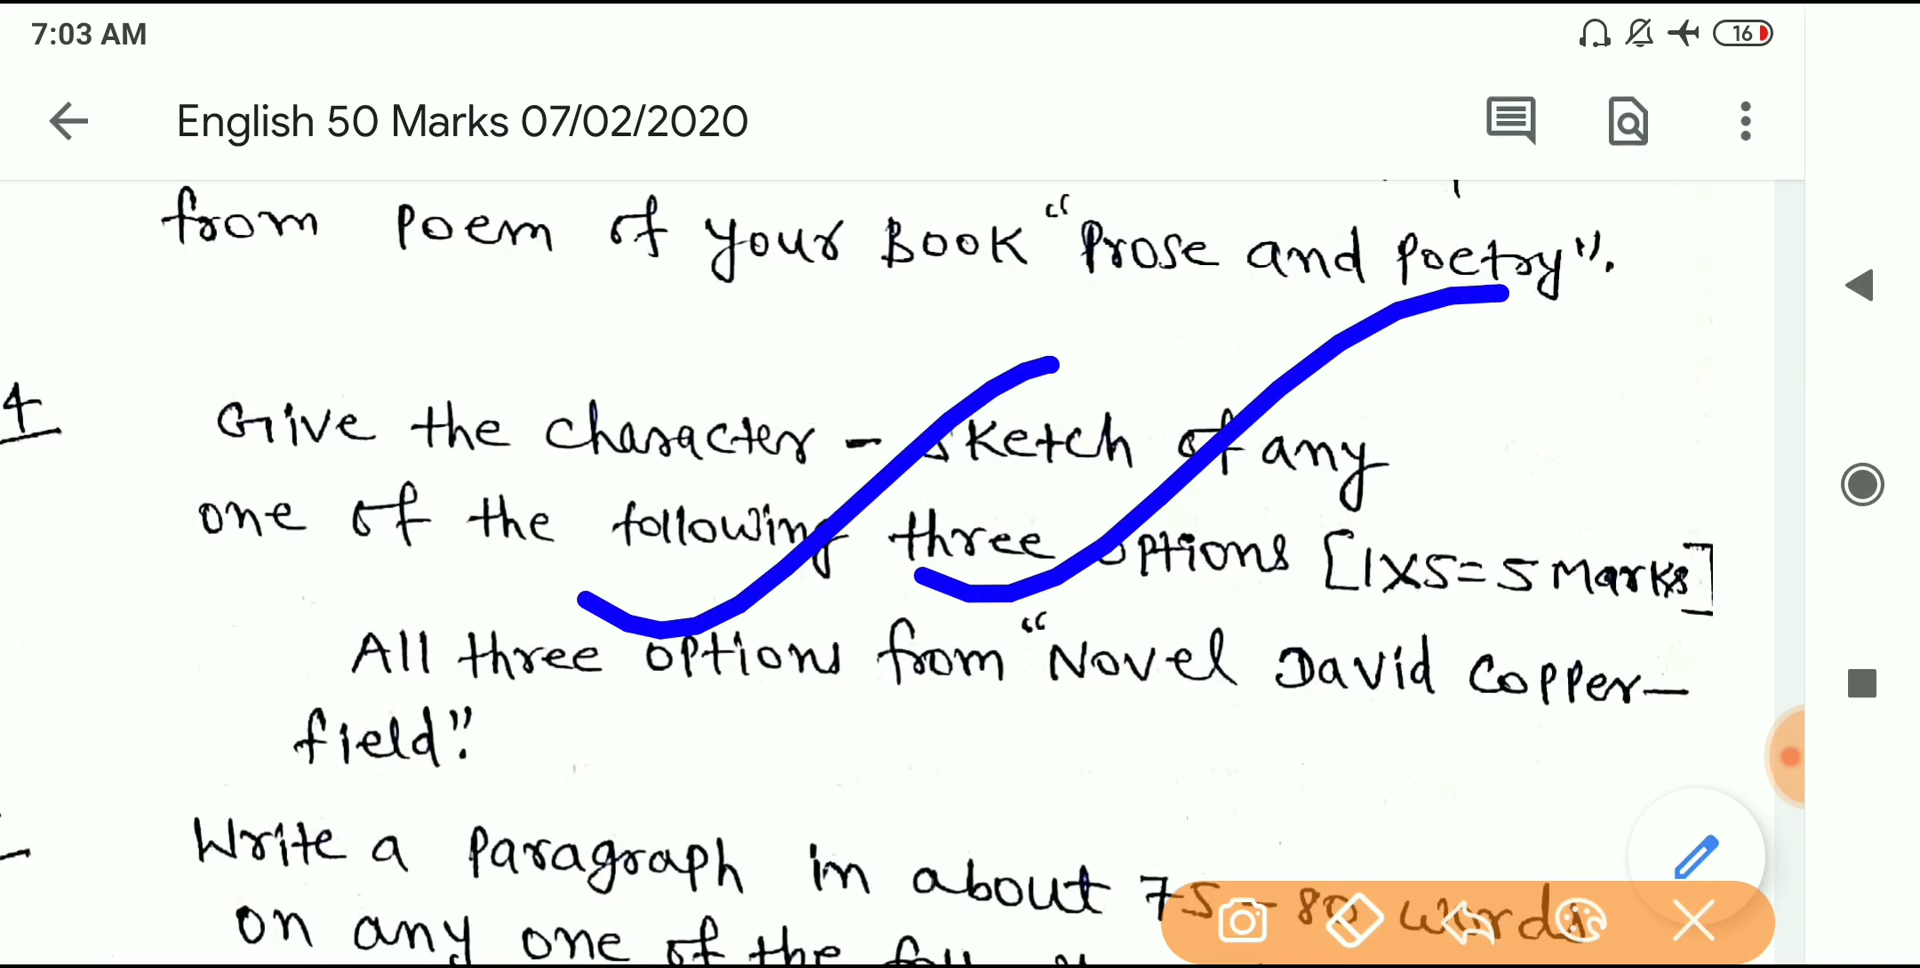 7:03 AM
16
English 50 Marks 07/02/2020
from Poem of your Book "Prose and Poetry".
4
Give the character - sketch of any
one of the following three options [1X5=5 Marks]
All three options from "Novel David Copper-
field".
Write a paragraph in about 75-80 words
on any one of the